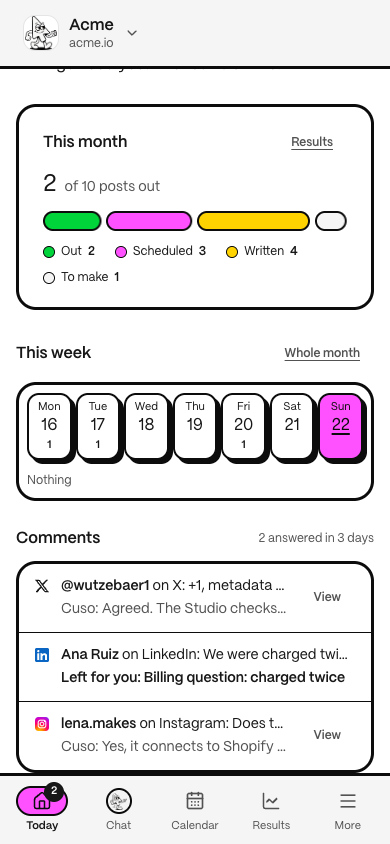 Acme
acme.io
This month
Results
2 of 10 posts out
Out 2 Scheduled 3 Written 4
To make 1
This week
Whole month
Mon Tue Wed Thu Fri Sat Sun
16 17 18 19 20 21 22
1 1 1
Nothing
Comments
2 answered in 3 days
@wutzebaer1 on X: +1, metadata ...
Cuso: Agreed. The Studio checks...
View
Ana Ruiz on LinkedIn: We were charged twi...
Left for you: Billing question: charged twice
lena.makes on Instagram: Does t...
Cuso: Yes, it connects to Shopify ...
View
2
Today Chat Calendar Results More